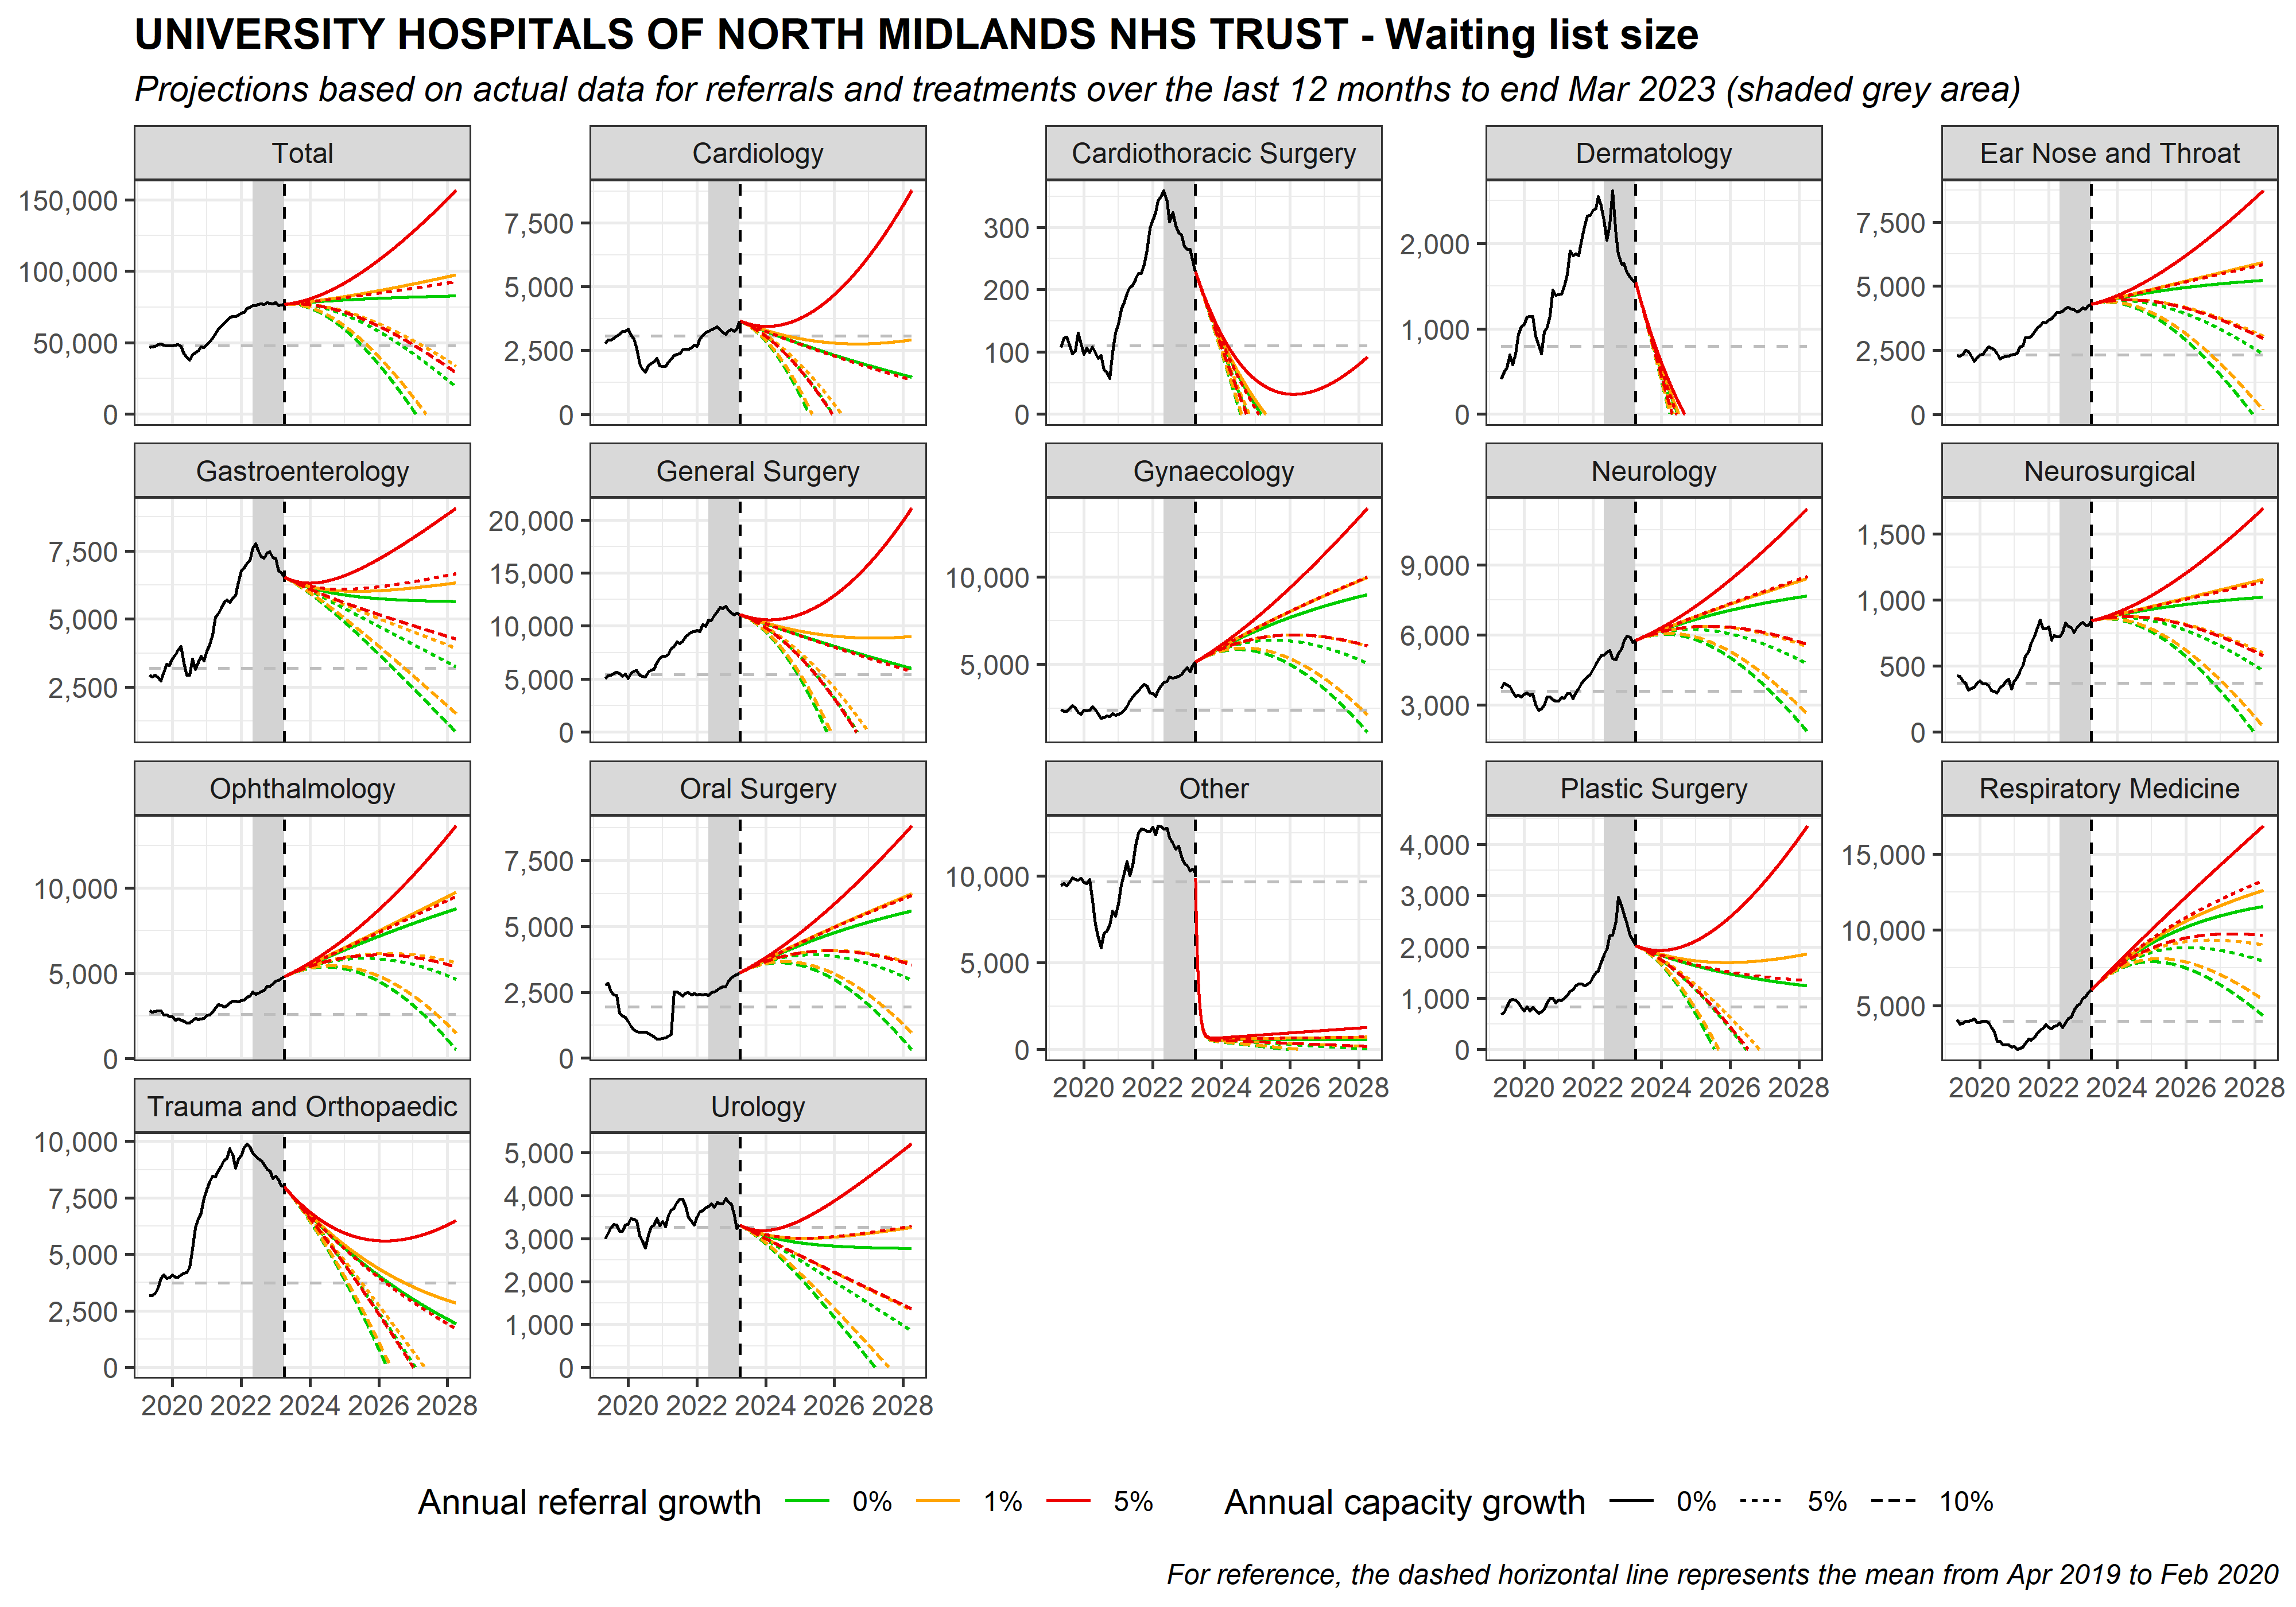 UNIVERSITY HOSPITALS OF NORTH MIDLANDS NHS TRUST - Waiting list size
Projections based on actual data for referrals and treatments over the last 12 months to end Mar 2023 (shaded grey area)
Total
150,000
100,000
50,000
0
Cardiology
7,500
5,000
2,500
0
Cardiothoracic Surgery
300
200
100
0
Dermatology
2,000
1,000
0
Ear Nose and Throat
7,500
5,000
2,500
0
Gastroenterology
7,500
5,000
2,500
General Surgery
20,000
15,000
10,000
5,000
0
Gynaecology
10,000
5,000
Neurology
9,000
6,000
3,000
Neurosurgical
1,500
1,000
500
0
Ophthalmology
10,000
5,000
0
Oral Surgery
7,500
5,000
2,500
0
Other
10,000
5,000
0
2020 2022 2024 2026 2028
Plastic Surgery
4,000
3,000
2,000
1,000
0
2020 2022 2024 2026 2028
Respiratory Medicine
15,000
10,000
5,000
2020 2022 2024 2026 2028
Trauma and Orthopaedic
10,000
7,500
5,000
2,500
0
2020 2022 2024 2026 2028
Urology
5,000
4,000
3,000
2,000
1,000
0
2020 2022 2024 2026 2028
Annual referral growth 0% 1% 5% Annual capacity growth 0% 5% 10%
For reference, the dashed horizontal line represents the mean from Apr 2019 to Feb 2020